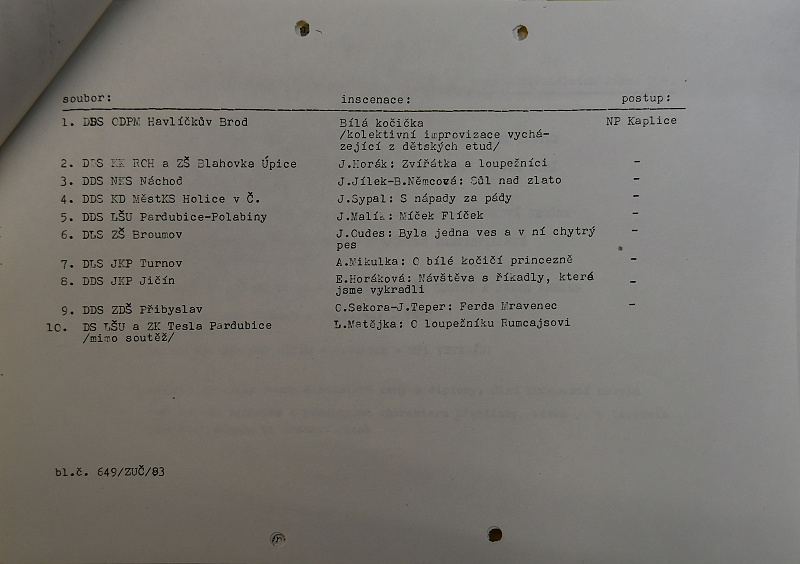 soubor: inscenace: postup:
1. DDS ODPM Havlíčkův Brod Bílá kočička NP Kaplice
/kolektivní improvizace vychá-
zející z dětských etud/
2. DDS KK RCH a ZŠ Blahovka Úpice J.Horák: Zvířátka a loupežníci -
3. DDS NKS Náchod J.Jílek-B.Němcová: Sůl nad zlato -
4. DDS KD MěstKS Holice v Č. J.Sypal: S nápady za pády -
5. DDS LŠU Pardubice-Polabiny J.Malík: Míček Flíček -
6. DDS ZŠ Broumov J.Oudes: Byla jedna ves a v ní chytrý -
pes
7. DDS JKP Turnov A.Mikulka: O bílé kočičí princezně -
8. DDS JKP Jičín E.Horáková: Návštěva s říkadly, která -
jsme vykradli
9. DDS ZDŠ Přibyslav O.Sekora-J.Teper: Ferda Mravenec -
10. DS LŠU a ZK Tesla Pardubice L.Matějka: O loupežníku Rumcajsovi
/mimo soutěž/
bl.č. 649/ZUČ/83